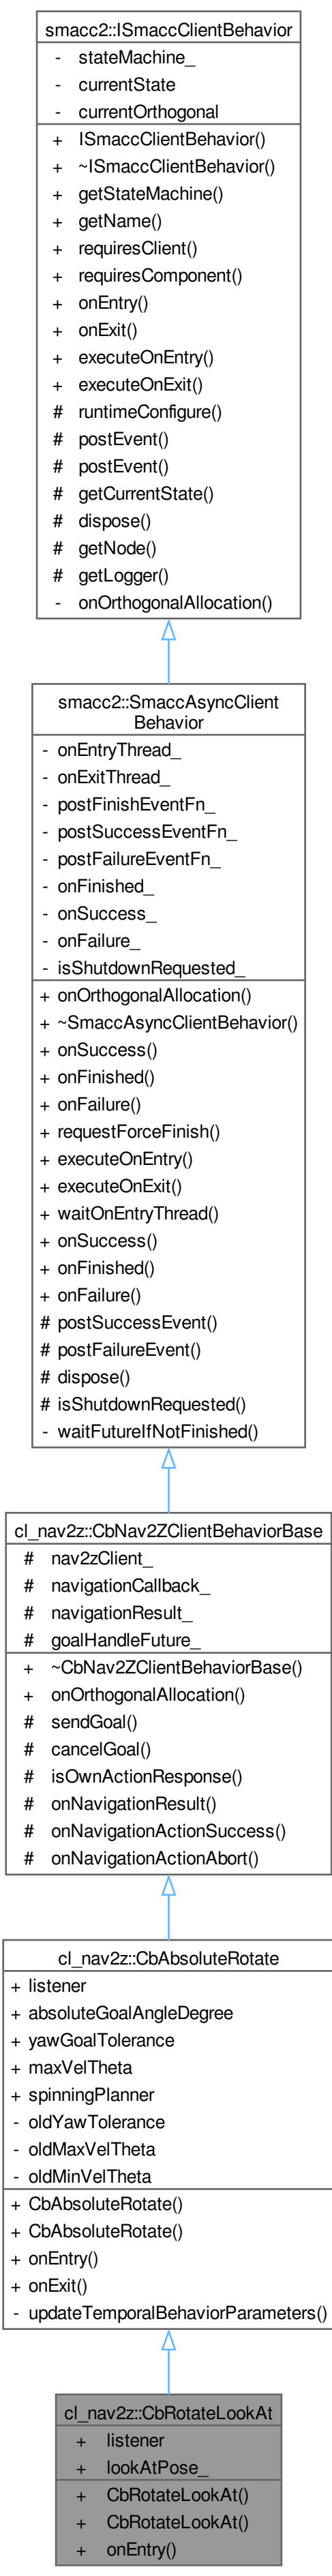 smacc2::ISmaccClientBehavior
- stateMachine_
- currentState
- currentOrthogonal
+ ISmaccClientBehavior()
+ ~ISmaccClientBehavior()
+ getStateMachine()
+ getName()
+ requiresClient()
+ requiresComponent()
+ onEntry()
+ onExit()
+ executeOnEntry()
+ executeOnExit()
# runtimeConfigure()
# postEvent()
# postEvent()
# getCurrentState()
# dispose()
# getNode()
# getLogger()
- onOrthogonalAllocation()
smacc2::SmaccAsyncClient
Behavior
- onEntryThread_
- onExitThread_
- postFinishEventFn_
- postSuccessEventFn_
- postFailureEventFn_
- onFinished_
- onSuccess_
- onFailure_
- isShutdownRequested_
+ onOrthogonalAllocation()
+ ~SmaccAsyncClientBehavior()
+ onSuccess()
+ onFinished()
+ onFailure()
+ requestForceFinish()
+ executeOnEntry()
+ executeOnExit()
+ waitOnEntryThread()
+ onSuccess()
+ onFinished()
+ onFailure()
# postSuccessEvent()
# postFailureEvent()
# dispose()
# isShutdownRequested()
- waitFutureIfNotFinished()
cl_nav2z::CbNav2ZClientBehaviorBase
# nav2zClient_
# navigationCallback_
# navigationResult_
# goalHandleFuture_
+ ~CbNav2ZClientBehaviorBase()
+ onOrthogonalAllocation()
# sendGoal()
# cancelGoal()
# isOwnActionResponse()
# onNavigationResult()
# onNavigationActionSuccess()
# onNavigationActionAbort()
cl_nav2z::CbAbsoluteRotate
+ listener
+ absoluteGoalAngleDegree
+ yawGoalTolerance
+ maxVelTheta
+ spinningPlanner
- oldYawTolerance
- oldMaxVelTheta
- oldMinVelTheta
+ CbAbsoluteRotate()
+ CbAbsoluteRotate()
+ onEntry()
+ onExit()
- updateTemporalBehaviorParameters()
cl_nav2z::CbRotateLookAt
+ listener
+ lookAtPose_
+ CbRotateLookAt()
+ CbRotateLookAt()
+ onEntry()